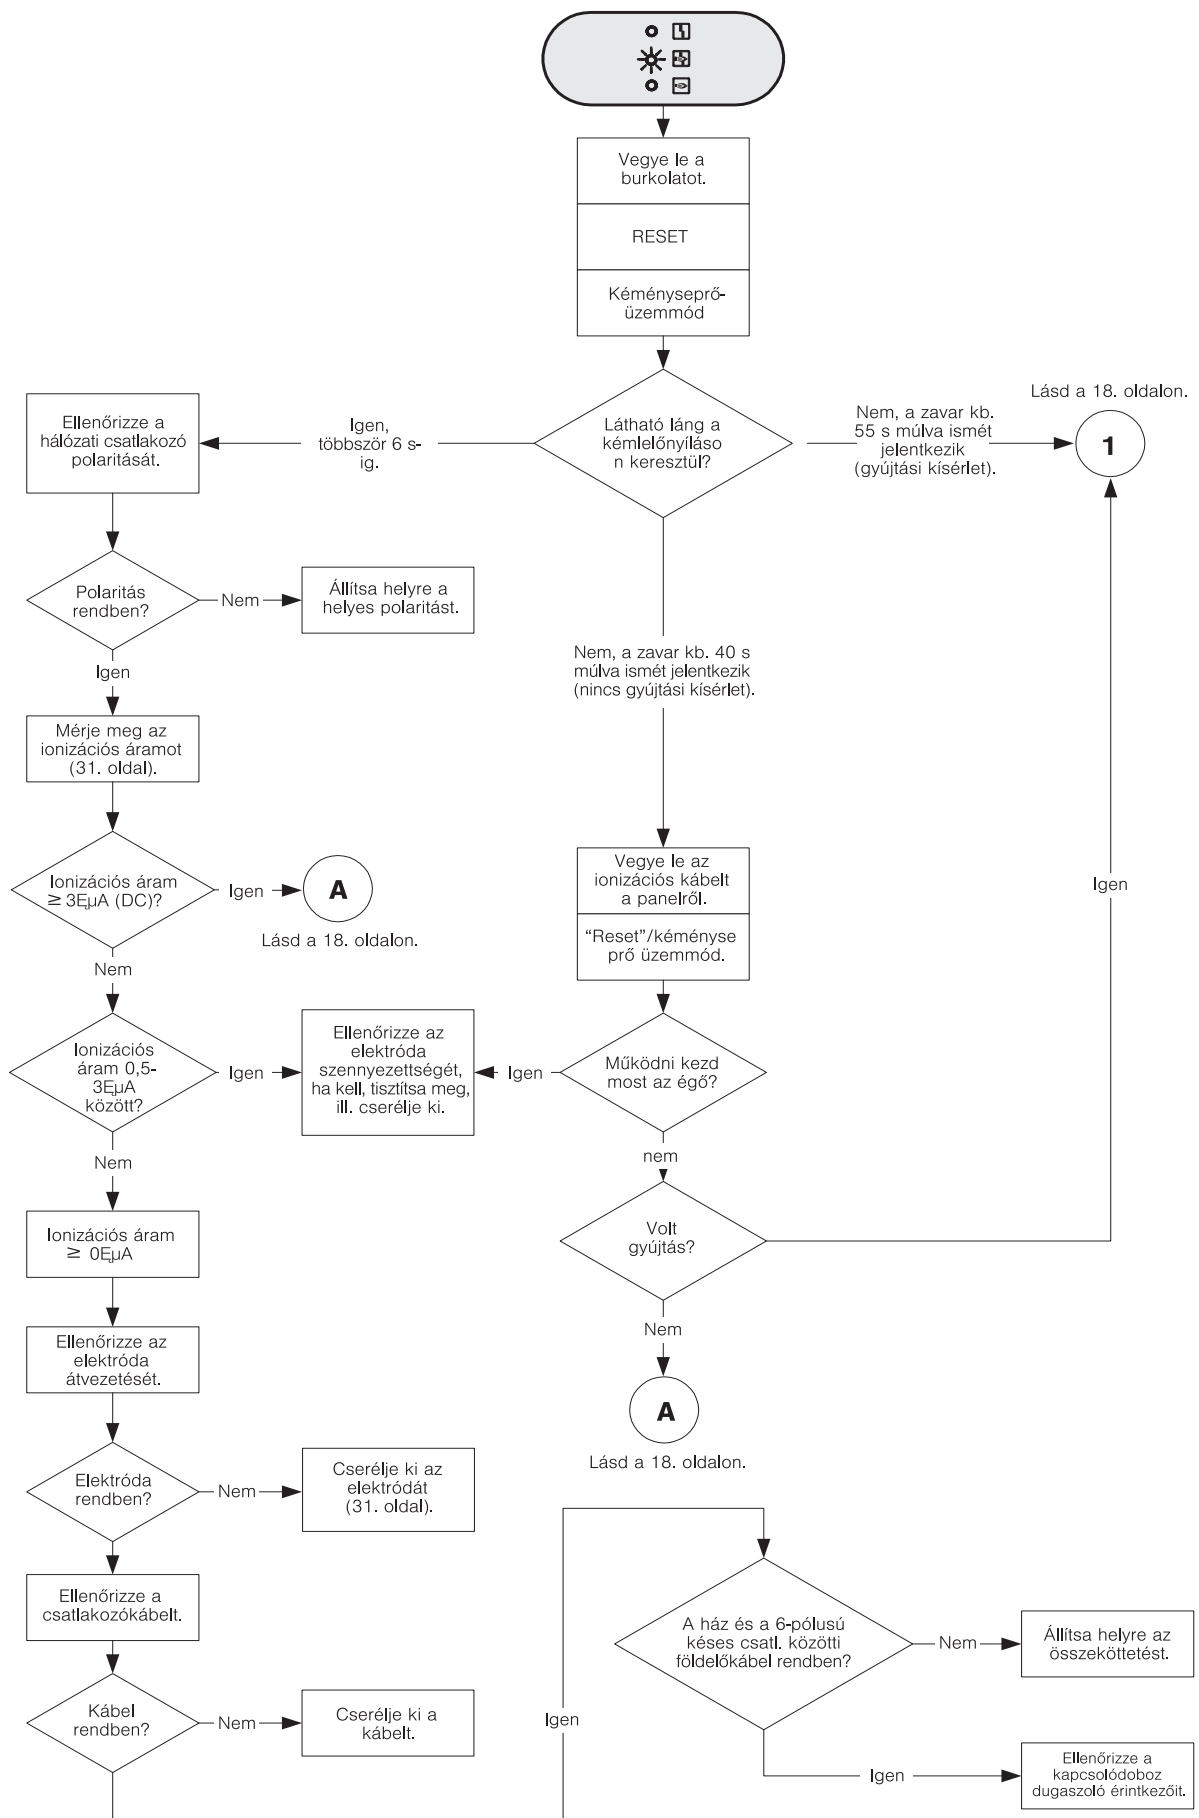 Vegye le a
burkolatot.
RESET
Kéményseprő-
üzemmód
Lásd a 18. oldalon.
Ellenőrizze a
hálózati csatlakozó
polaritását.
Igen,
többször 6 s-
ig.
Látható láng a
kémlelőnyíláso
n keresztül?
Nem, a zavar kb.
55 s múlva ismét
jelentkezik
(gyújtási kísérlet).
1
Polaritás
rendben?
Nem
Állítsa helyre a
helyes polaritást.
Igen
Nem, a zavar kb. 40 s
múlva ismét jelentkezik
(nincs gyújtási kísérlet).
Mérje meg az
ionizációs áramot
(31. oldal).
Ionizációs áram
≥ 3EµA (DC)?
Igen
A
Lásd a 18. oldalon.
Vegye le az
ionizációs kábelt
a panelről.
“Reset”/kéményse
prő üzemmód.
Igen
Nem
Ionizációs
áram 0,5-
3EµA
között?
Igen
Ellenőrizze az
elektróda
szennyezettségét,
ha kell, tisztítsa meg,
ill. cserélje ki.
Igen
Működni kezd
most az égő?
Nem
nem
Ionizációs áram
≥ 0EµA
Volt
gyújtás?
Ellenőrizze az
elektróda
átvezetését.
Nem
A
Lásd a 18. oldalon.
Elektróda
rendben?
Nem
Cserélje ki az
elektródát
(31. oldal).
Ellenőrizze a
csatlakozókábelt.
A ház és a 6-pólusú
késes csatl. közötti
földelőkábel rendben?
Nem
Állítsa helyre az
összeköttetést.
Kábel
rendben?
Nem
Cserélje ki a
kábelt.
Igen
Igen
Ellenőrizze a
kapcsolódoboz
dugaszoló érintkezőit.